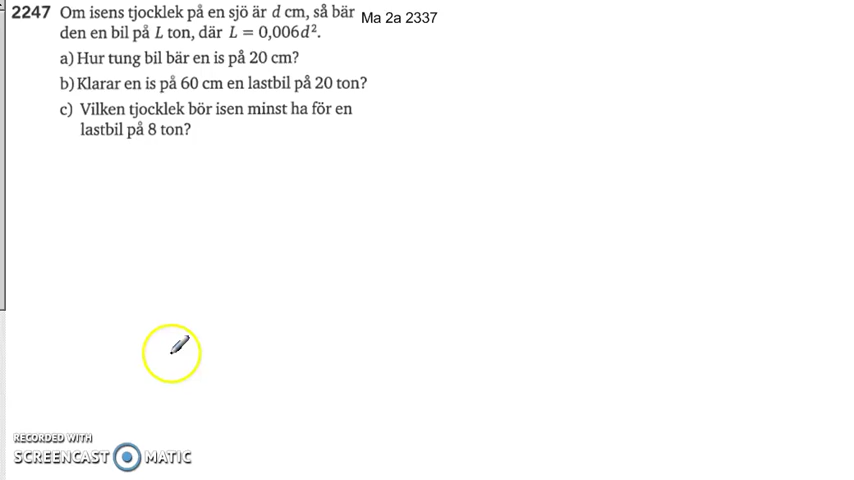 2247 Om isens tjocklek på en sjö är d cm, så bär
Ma 2a 2337
den en bil på L ton, där L = 0,006d².
a) Hur tung bil bär en is på 20 cm?
b) Klarar en is på 60 cm en lastbil på 20 ton?
c) Vilken tjocklek bör isen minst ha för en
lastbil på 8 ton?
RECORDED WITH
SCREENCAST MATIC